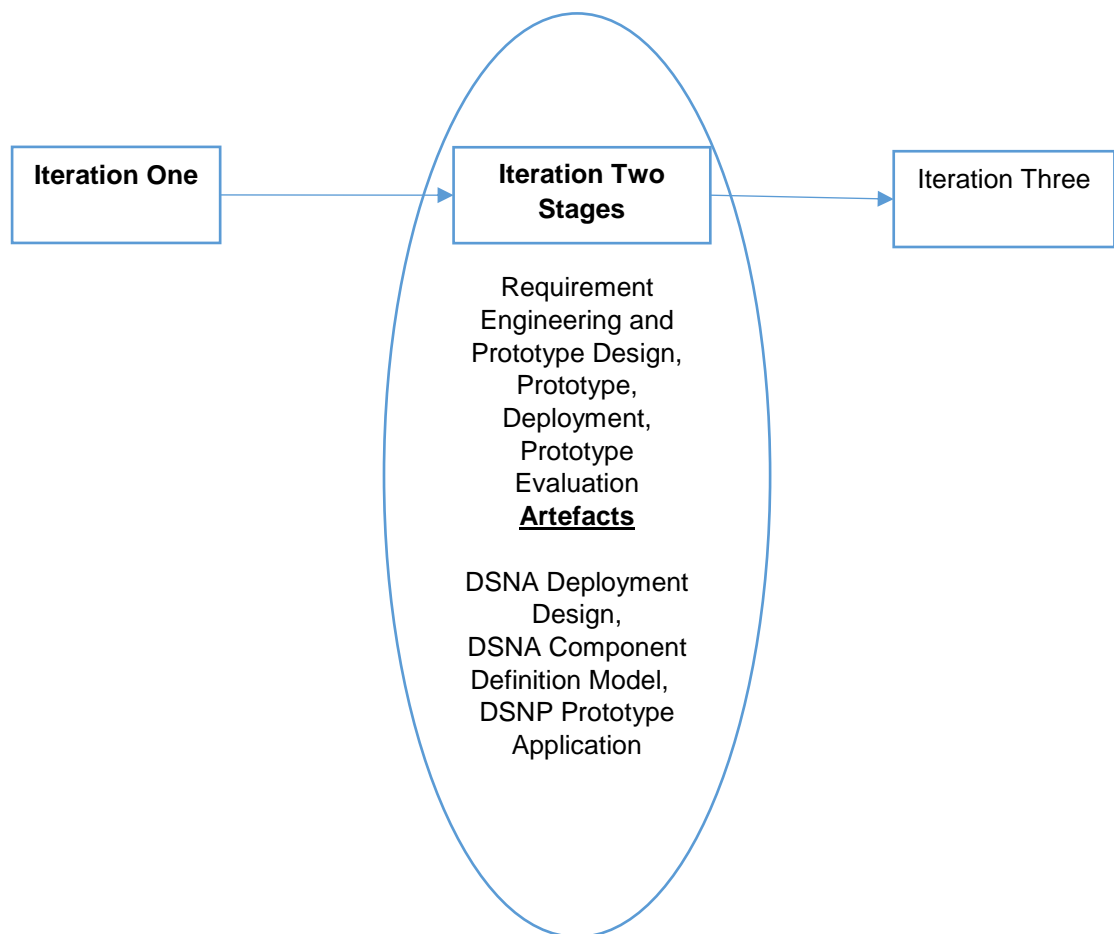 Iteration One
Iteration Two
Stages
Iteration Three
Requirement
Engineering and
Prototype Design,
Prototype,
Deployment,
Prototype
Evaluation
Artefacts
DSNA Deployment
Design,
DSNA Component
Definition Model,
DSNP Prototype
Application